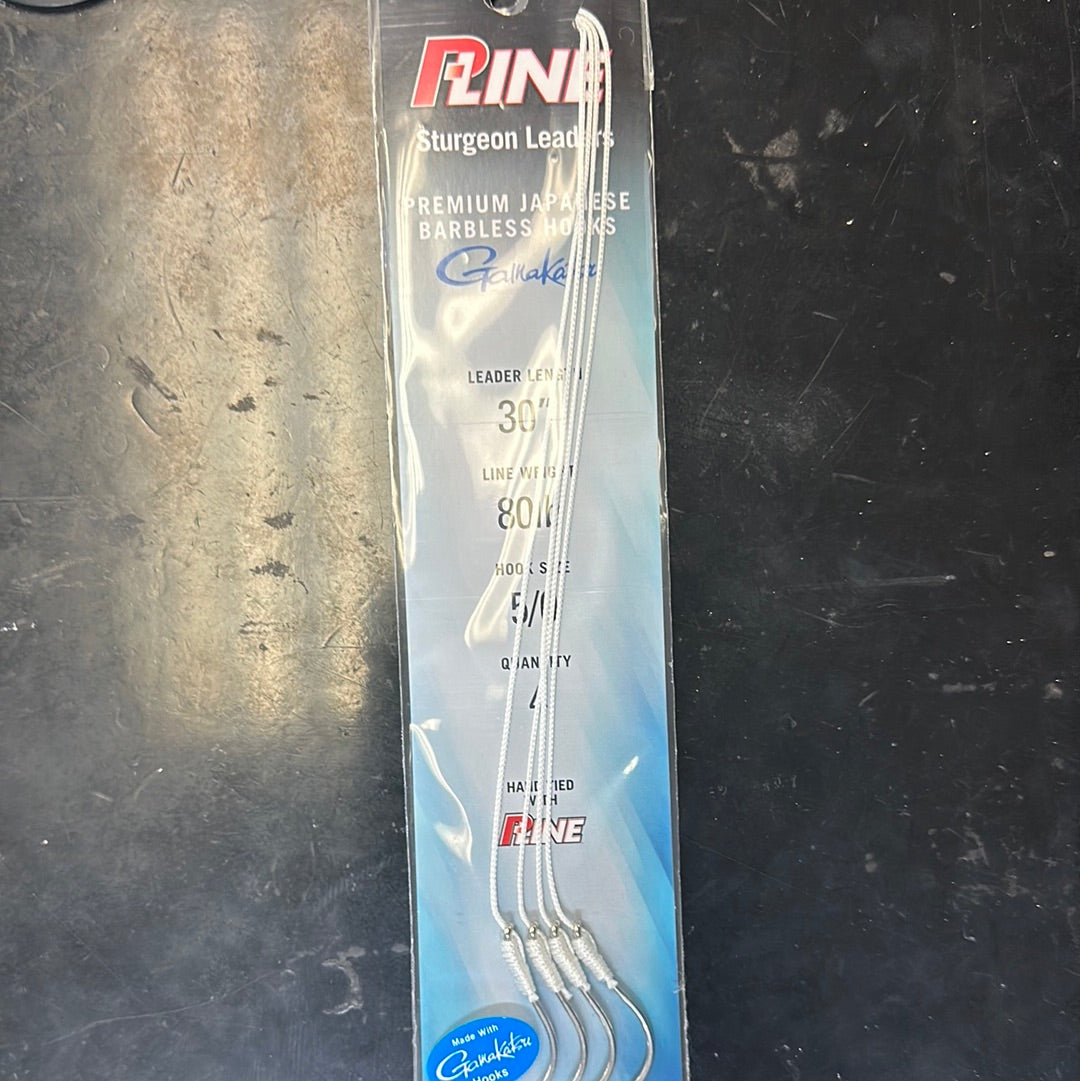 P-LINE
Sturgeon Leaders
PREMIUM JAPANESE
BARBLESS HOOKS
Gamakatsu
LEADER LENGTH
30"
LINE WEIGHT
80lb
HOOK SIZE
5/0
QUANTITY
4
HAND TIED
WITH
P-LINE
Made With
Gamakatsu
Hooks